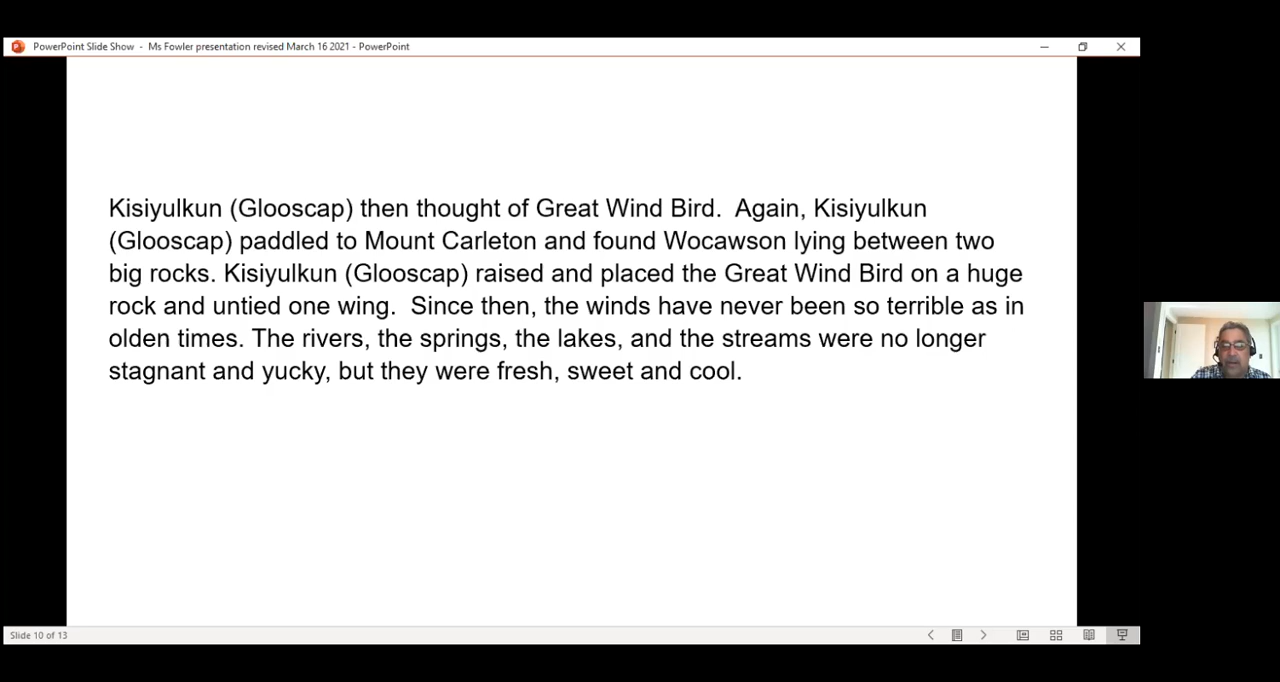 PowerPoint Slide Show - Ms Fowler presentation revised March 16 2021 - PowerPoint
Kisiyulkun (Glooscap) then thought of Great Wind Bird.  Again, Kisiyulkun
(Glooscap) paddled to Mount Carleton and found Wocawson lying between two
big rocks. Kisiyulkun (Glooscap) raised and placed the Great Wind Bird on a huge
rock and untied one wing.  Since then, the winds have never been so terrible as in
olden times. The rivers, the springs, the lakes, and the streams were no longer
stagnant and yucky, but they were fresh, sweet and cool.
Slide 10 of 13